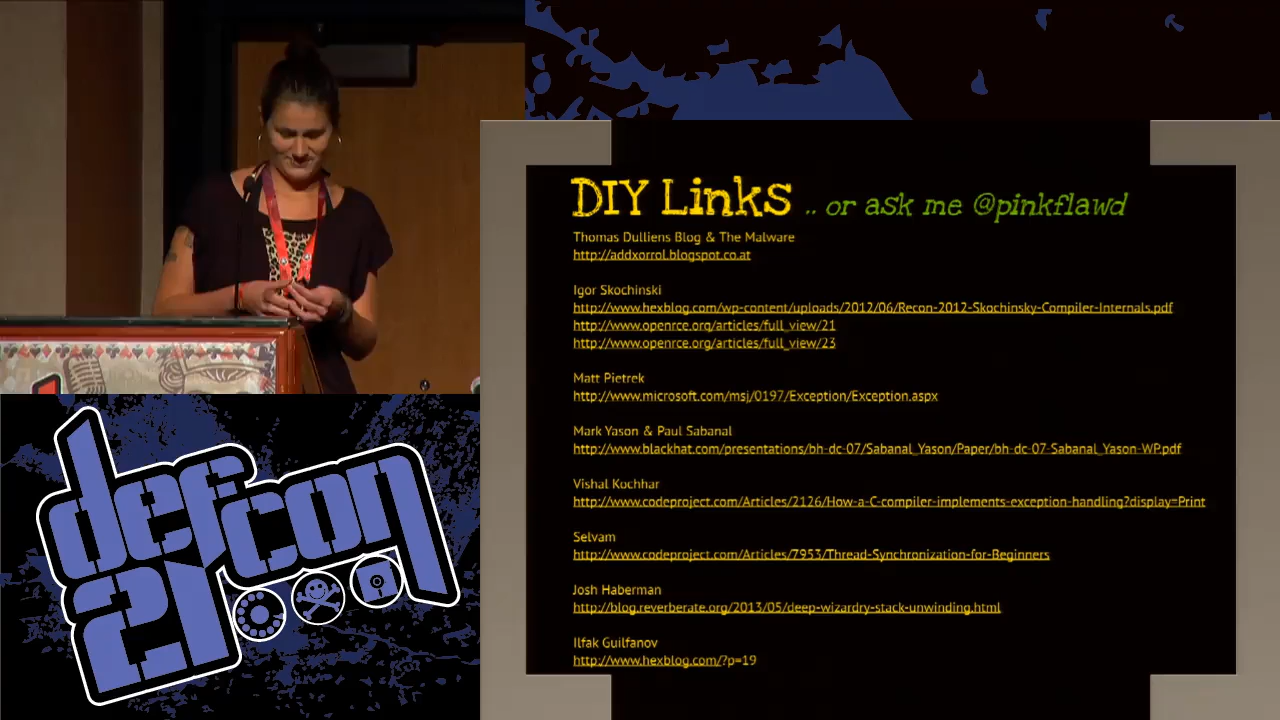 DIY Links .. or ask me @pinkflawd
Thomas Dulliens Blog & The Malware
http://addxorrol.blogspot.co.at
Igor Skochinski
http://www.hexblog.com/wp-content/uploads/2012/06/Recon-2012-Skochinsky-Compiler-Internals.pdf
http://www.openrce.org/articles/full_view/21
http://www.openrce.org/articles/full_view/23
Matt Pietrek
http://www.microsoft.com/msj/0197/Exception/Exception.aspx
Mark Yason & Paul Sabanal
http://www.blackhat.com/presentations/bh-dc-07/Sabanal_Yason/Paper/bh-dc-07-Sabanal_Yason-WP.pdf
Vishal Kochhar
http://www.codeproject.com/Articles/2126/How-a-C-compiler-implements-exception-handling?display=Print
Selvam
http://www.codeproject.com/Articles/7953/Thread-Synchronization-for-Beginners
Josh Haberman
http://blog.reverberate.org/2013/05/deep-wizardry-stack-unwinding.html
Ilfak Guilfanov
http://www.hexblog.com/?p=19
defcon
21